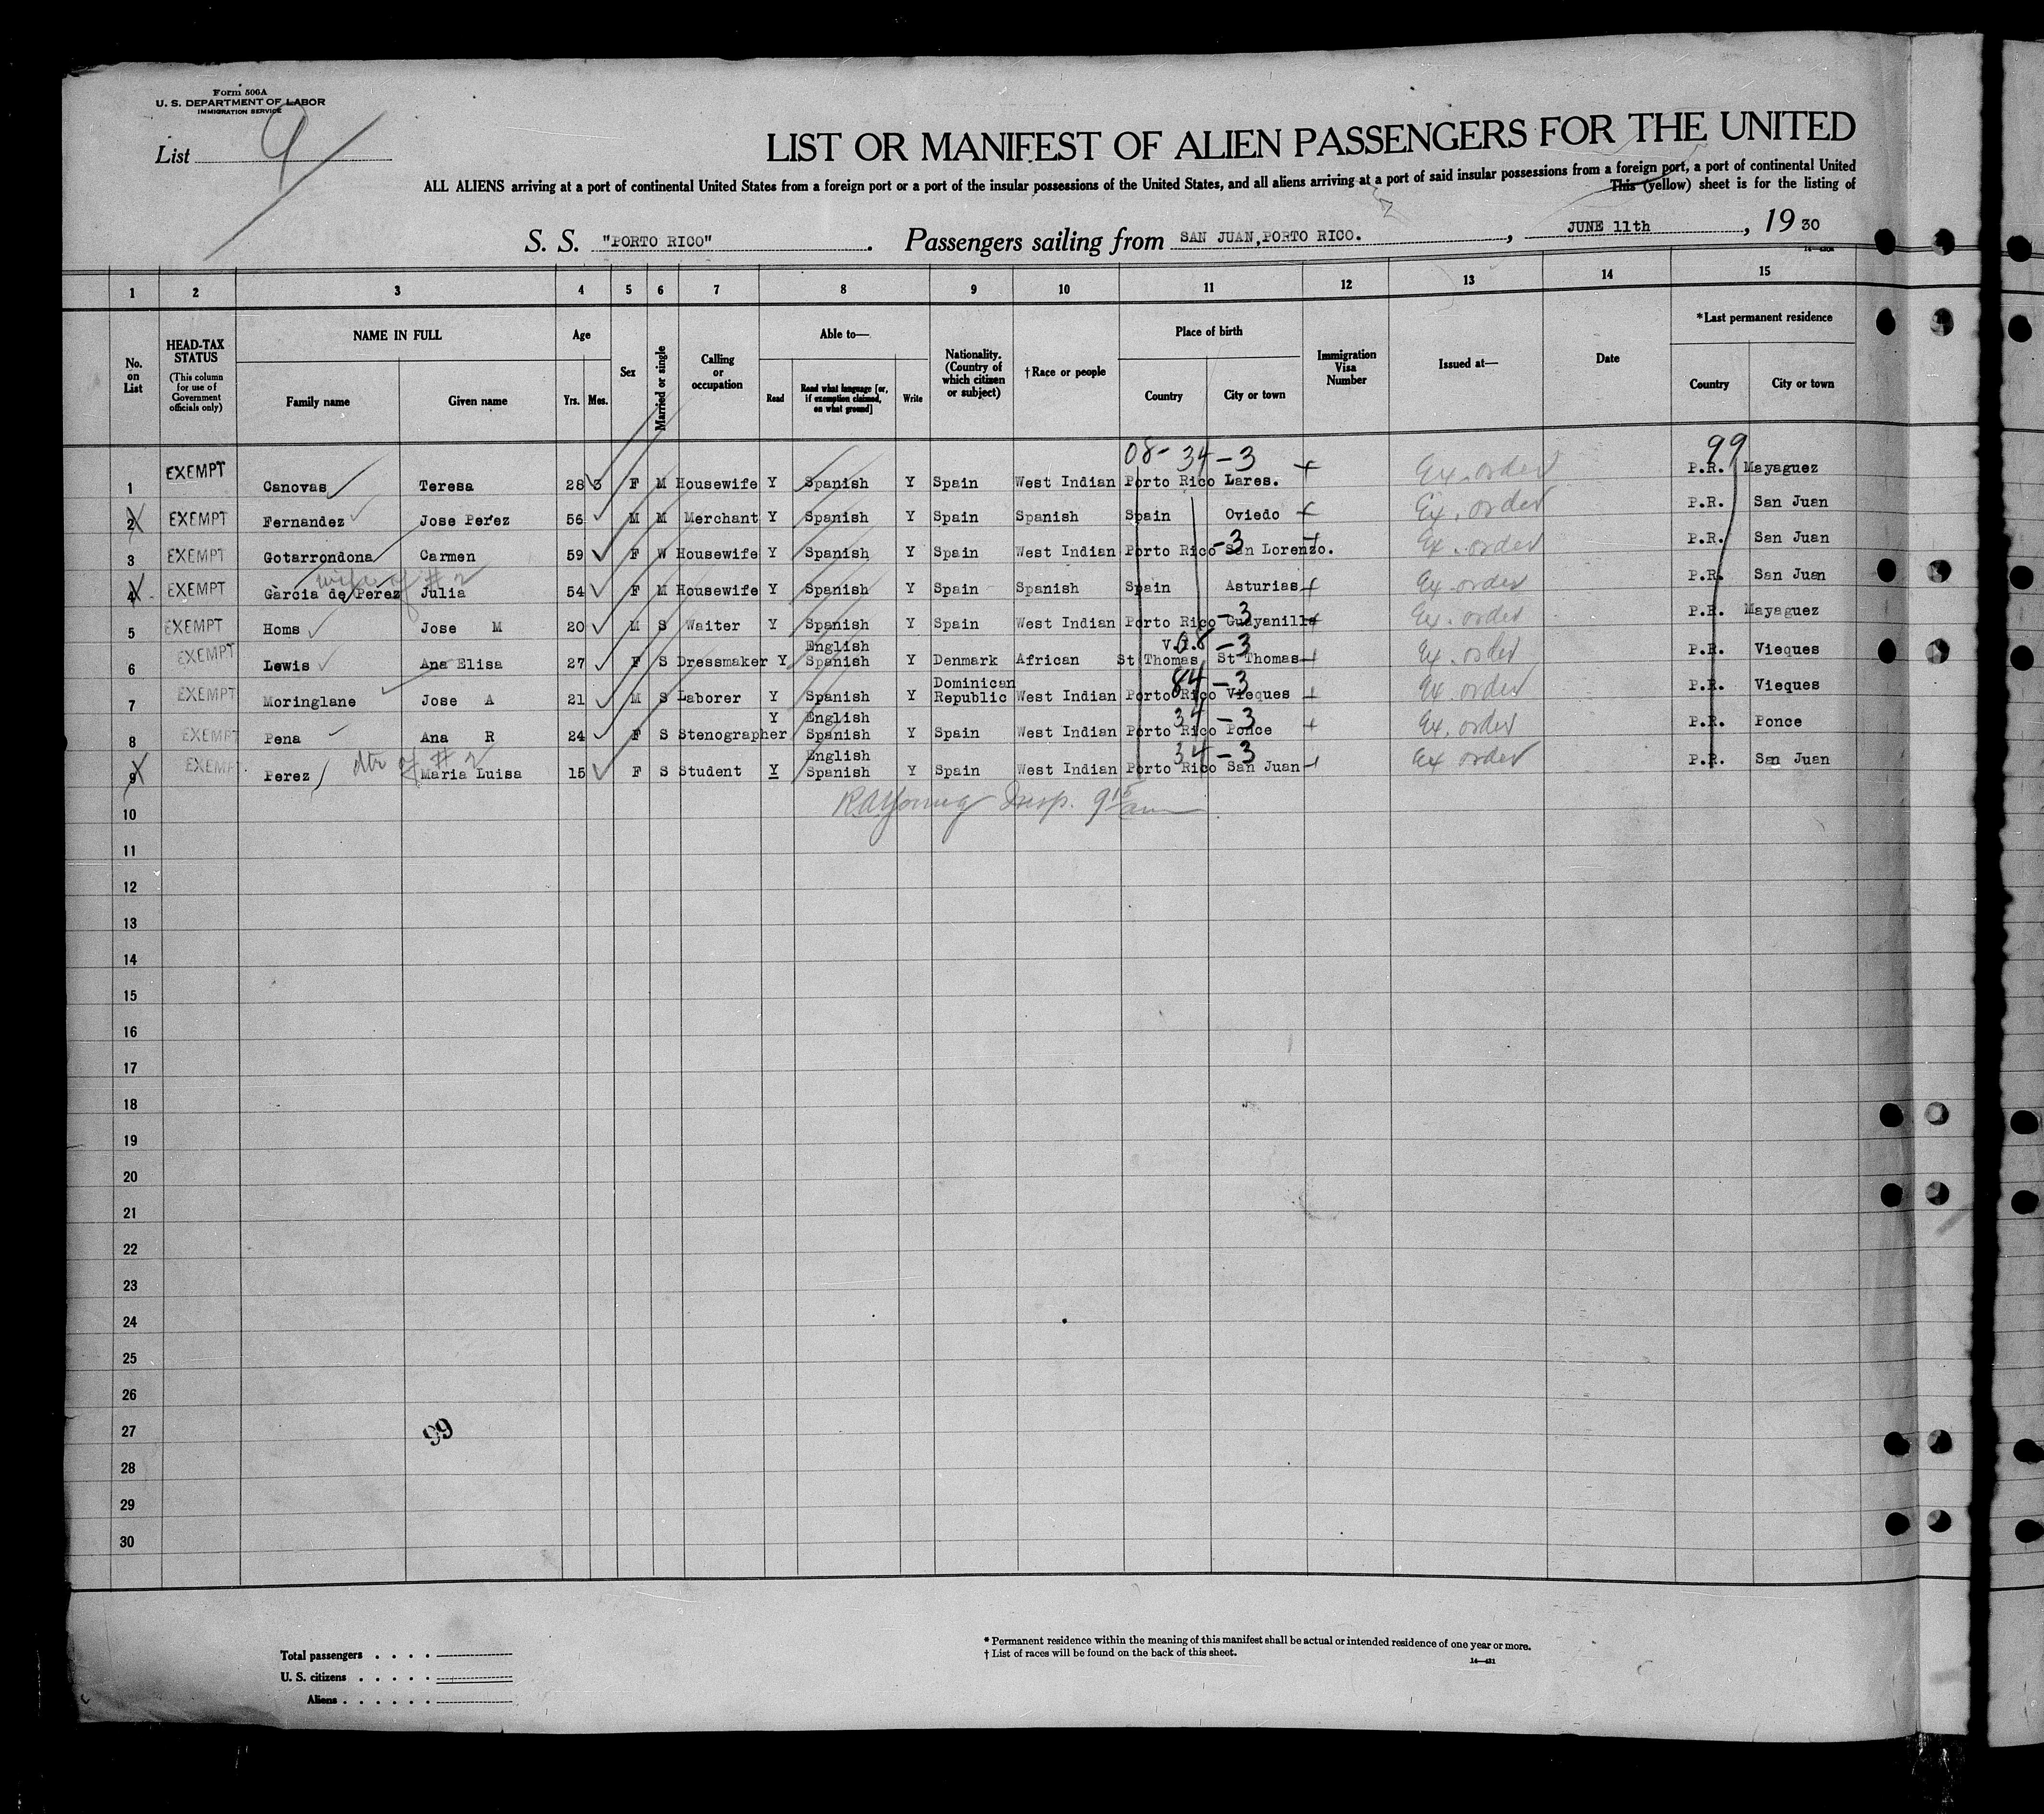 Form 506A
U. S. DEPARTMENT OF LABOR
IMMIGRATION SERVICE
List 9
LIST OR MANIFEST OF ALIEN PASSENGERS FOR THE UNITED
ALL ALIENS arriving at a port of continental United States from a foreign port or a port of the insular possessions of the United States, and all aliens arriving at a port of said insular possessions from a foreign port, a port of continental United
This (yellow) sheet is for the listing of
S. S. "PORTO RICO". Passengers sailing from SAN JUAN, PORTO RICO., JUNE 11th, 1930
1 2 3 4 5 6 7 8 9 10 11 12 13 14 15
No. on List
HEAD-TAX STATUS (This column for use of Government officials only)
NAME IN FULL
Family name Given name
Age
Yrs. Mos.
Sex
Married or single
Calling or occupation
Able to—
Read Read what language [or, if exemption claimed, on what ground] Write
Nationality. (Country of which citizen or subject)
†Race or people
Place of birth
Country City or town
Immigration Visa Number
Issued at—
Date
*Last permanent residence
Country City or town
08- 34 -3 99
1 EXEMPT Canovas Teresa 28 3 F M Housewife Y Spanish Y Spain West Indian Porto Rico Lares. Ex. order P.R. Mayaguez
2 EXEMPT Fernandez Jose Perez 56 M M Merchant Y Spanish Y Spain Spanish Spain Oviedo Ex. order P.R. San Juan
3 EXEMPT Gotarrondona Carmen 59 F W Housewife Y Spanish Y Spain West Indian Porto Rico -3 San Lorenzo. Ex. order P.R. San Juan
wife of #2
4 EXEMPT Garcia de Perez Julia 54 F M Housewife Y Spanish Y Spain Spanish Spain Asturias Ex order P.R. San Juan
5 EXEMPT Homs Jose M 20 M S Waiter Y Spanish Y Spain West Indian Porto Rico -3 Guayanilla Ex. order P.R. Mayaguez
6 EXEMPT Lewis Ana Elisa 27 F S Dressmaker Y English Spanish Y Denmark African V.I. 08 -3 St Thomas St Thomas Ex. order P.R. Vieques
7 EXEMPT Moringlane Jose A 21 M S Laborer Y Spanish Y Dominican Republic West Indian 84 -3 Porto Rico Vieques Ex. order P.R. Vieques
8 EXEMPT Pena Ana R 24 F S Stenographer Y English Spanish Y Spain West Indian 34 -3 Porto Rico Ponce Ex. order P.R. Ponce
dtr of #2
9 EXEMPT Perez Maria Luisa 15 F S Student Y English Spanish Y Spain West Indian 34 -3 Porto Rico San Juan Ex order P.R. San Juan
R.A. Young Insp. 9 15 am
10
11
12
13
14
15
16
17
18
19
20
21
22
23
24
25
26
27
99
28
29
30
Total passengers . . . .
U. S. citizens . . . . .
Aliens . . . . . .
* Permanent residence within the meaning of this manifest shall be actual or intended residence of one year or more.
† List of races will be found on the back of this sheet.